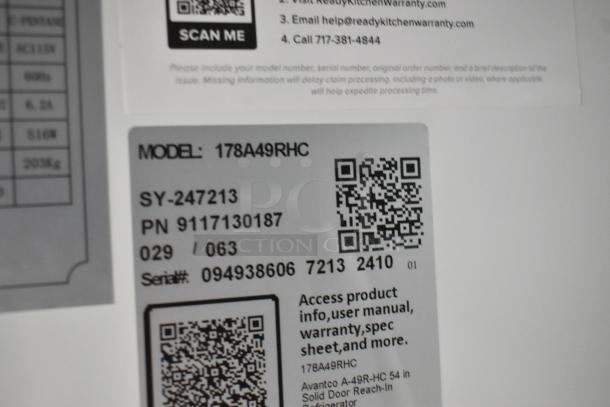 C-PENTANE
AC115V
60Hz
6.2A
516W
203Kg
SCAN ME
2. Visit ReadyKitchenWarranty.com
3. Email help@readykitchenwarranty.com
4. Call 717-381-4844
Please include your model number, serial number, original order number, and a brief description of the
issue. Missing information will delay claim processing. Including a photo or video, where applicable,
will help expedite processing time.
MODEL: 178A49RHC
SY-247213
PN 9117130187
029 / 063
Serial#: 094938606 7213 2410 01
Access product
info,user manual,
warranty,spec
sheet,and more.
178A49RHC
Avantco A-49R-HC 54 in
Solid Door Reach-In
Refrigerator